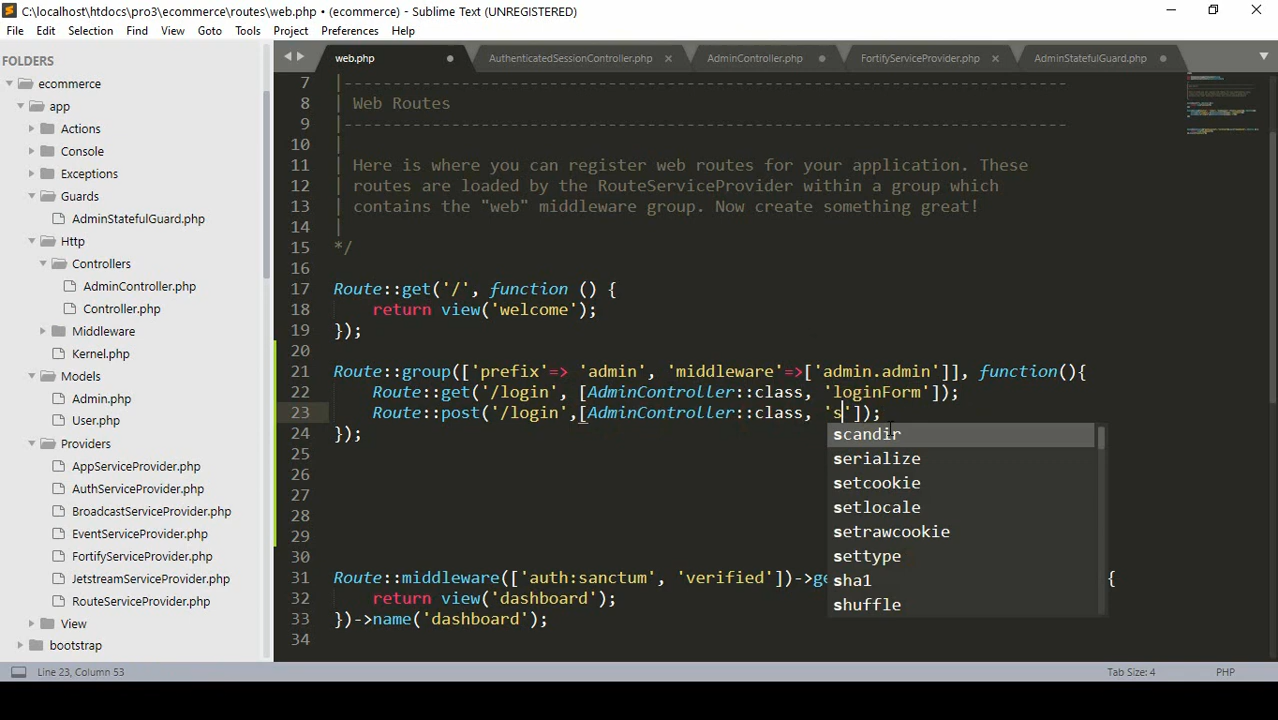 C:\localhost\htdocs\pro3\ecommerce\routes\web.php • (ecommerce) - Sublime Text (UNREGISTERED)
File Edit Selection Find View Goto Tools Project Preferences Help
FOLDERS
ecommerce
app
Actions
Console
Exceptions
Guards
AdminStatefulGuard.php
Http
Controllers
AdminController.php
Controller.php
Middleware
Kernel.php
Models
Admin.php
User.php
Providers
AppServiceProvider.php
AuthServiceProvider.php
BroadcastServiceProvider.php
EventServiceProvider.php
FortifyServiceProvider.php
JetstreamServiceProvider.php
RouteServiceProvider.php
View
bootstrap
web.php AuthenticatedSessionController.php AdminController.php FortifyServiceProvider.php AdminStatefulGuard.php
7 |--------------------------------------------------------------------------
8 | Web Routes
9 |--------------------------------------------------------------------------
10 |
11 | Here is where you can register web routes for your application. These
12 | routes are loaded by the RouteServiceProvider within a group which
13 | contains the "web" middleware group. Now create something great!
14 |
15 */
16
17 Route::get('/', function () {
18     return view('welcome');
19 });
20
21 Route::group(['prefix'=> 'admin', 'middleware'=>['admin.admin']], function(){
22     Route::get('/login', [AdminController::class, 'loginForm']);
23     Route::post('/login',[AdminController::class, 's']);
24 });
25
26
27
28
29
30
31 Route::middleware(['auth:sanctum', 'verified'])->ge {
32     return view('dashboard');
33 })->name('dashboard');
34
scandir
serialize
setcookie
setlocale
setrawcookie
settype
sha1
shuffle
Line 23, Column 53 Tab Size: 4 PHP